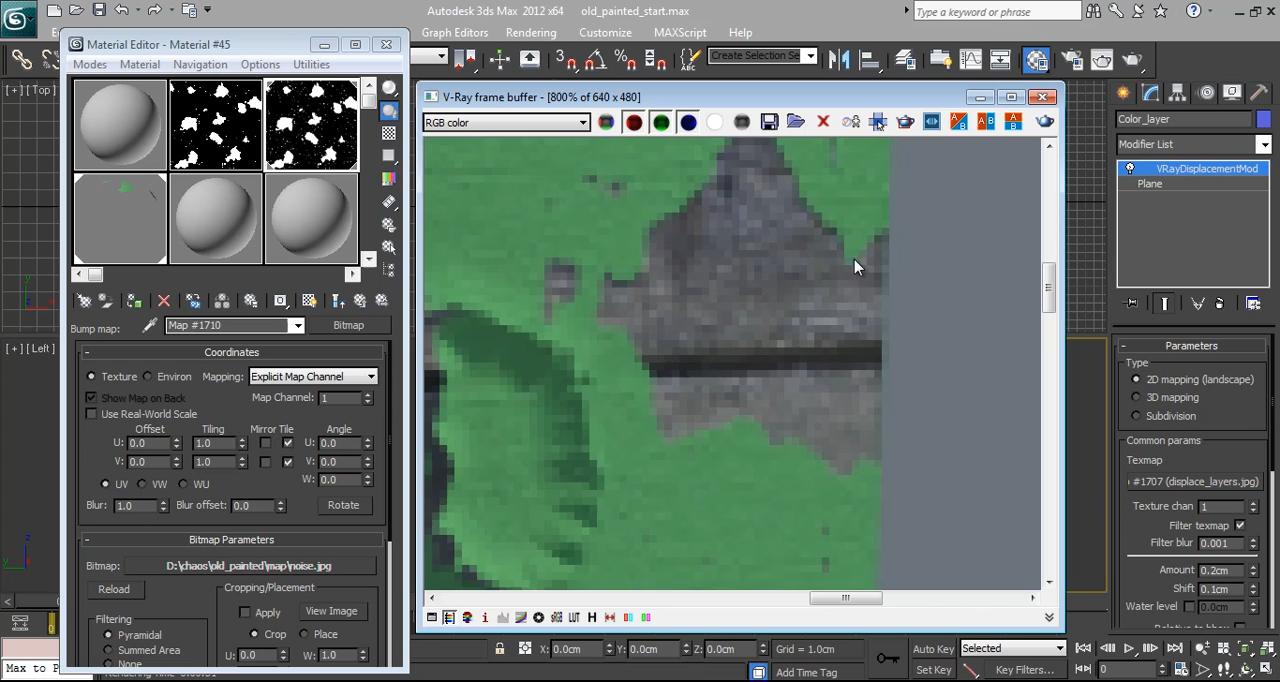 Autodesk 3ds Max 2012 x64 old_painted_start.max
Type a keyword or phrase
Graph Editors Rendering Customize MAXScript Help
Create Selection Se
Material Editor - Material #45
Modes Material Navigation Options Utilities
Bump map: Map #1710 Bitmap
- Coordinates
Texture Environ Mapping: Explicit Map Channel
Show Map on Back Map Channel: 1
Use Real-World Scale
Offset Tiling Mirror Tile Angle
U: 0.0 1.0 U: 0.0
V: 0.0 1.0 V: 0.0
UV VW WU W: 0.0
Blur: 1.0 Blur offset: 0.0 Rotate
- Bitmap Parameters
Bitmap: D:\chaos\old_painted\map\noise.jpg
Reload Cropping/Placement
Apply View Image
Filtering
Pyramidal Crop Place
Summed Area U: 0.0 W: 1.0
None
[ + ] [ Top ]
[ + ] [ Left ]
V-Ray frame buffer - [800% of 640 x 480]
RGB color
Color_layer
Modifier List
VRayDisplacementMod
Plane
- Parameters
Type
2D mapping (landscape)
3D mapping
Subdivision
Common params
Texmap
#1707 (displace_layers.jpg)
Texture chan 1
Filter texmap
Filter blur 0.001
Amount 0.2cm
Shift 0.1cm
Water level 0.0cm
X: 0.0cm Y: 0.0cm Z: 0.0cm Grid = 1.0cm
Auto Key Selected
Set Key Key Filters...
Add Time Tag
0
Max to P